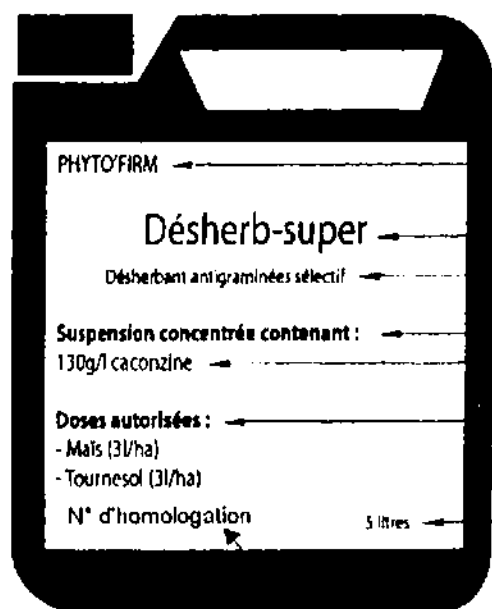 PHYTO'FIRM
Désherb-super
Désherbant antigraminées sélectif
Suspension concentrée contenant :
130g/l caconzine
Doses autorisées :
- Maïs (3l/ha)
- Tournesol (3l/ha)
N° d'homologation
5 litres